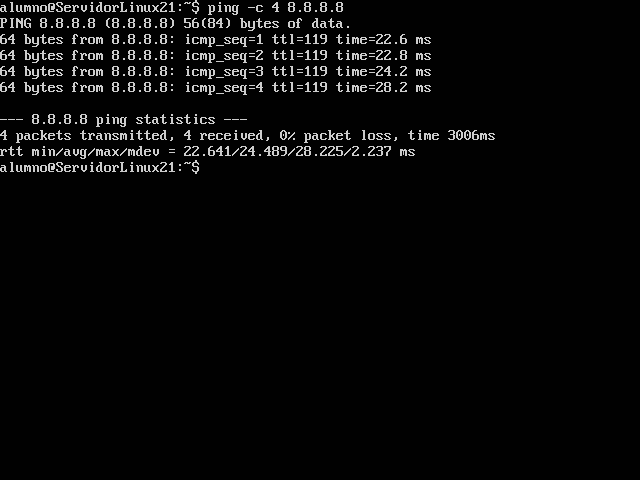 alumno@ServidorLinux21:~$ ping -c 4 8.8.8.8
PING 8.8.8.8 (8.8.8.8) 56(84) bytes of data.
64 bytes from 8.8.8.8: icmp_seq=1 ttl=119 time=22.6 ms
64 bytes from 8.8.8.8: icmp_seq=2 ttl=119 time=22.8 ms
64 bytes from 8.8.8.8: icmp_seq=3 ttl=119 time=24.2 ms
64 bytes from 8.8.8.8: icmp_seq=4 ttl=119 time=28.2 ms
--- 8.8.8.8 ping statistics ---
4 packets transmitted, 4 received, 0% packet loss, time 3006ms
rtt min/avg/max/mdev = 22.641/24.489/28.225/2.237 ms
alumno@ServidorLinux21:~$